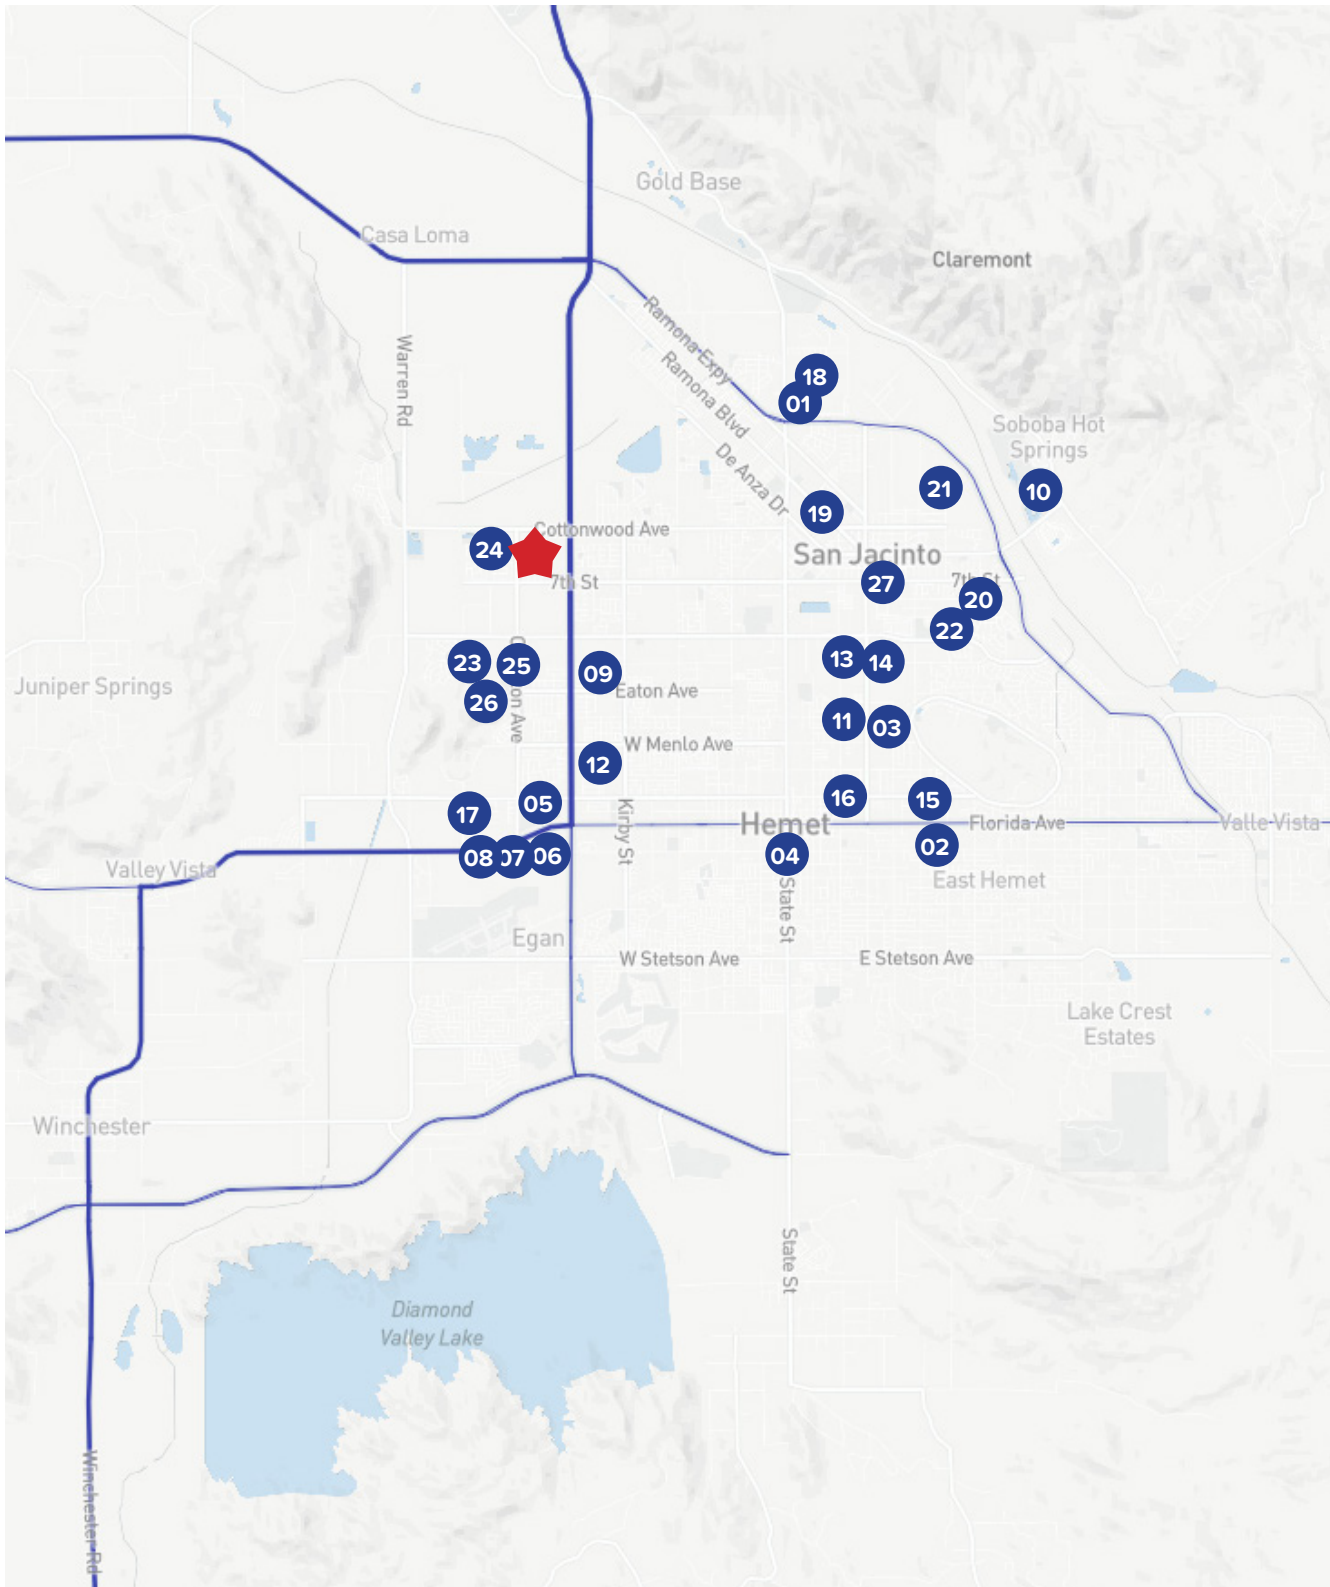 Gold Base
Casa Loma
Claremont
Ramona Expy
Warren Rd
Ramona Blvd
18
01
Soboba Hot
Springs
De Anza Dr
21
10
19
Cottonwood Ave
24
San Jacinto
7th St
27
7th St
20
22
23
25
13
14
09
Juniper Springs
Eaton Ave
26
on Ave
11
03
W Menlo Ave
12
05
16
15
17
Kirby St
Hemet
Florida Ave
Valle Vista
08
07
06
04
02
Valley Vista
East Hemet
State St
Egan
W Stetson Ave
E Stetson Ave
Lake Crest
Estates
Winchester
State St
Diamond
Valley Lake
Winchester Rd